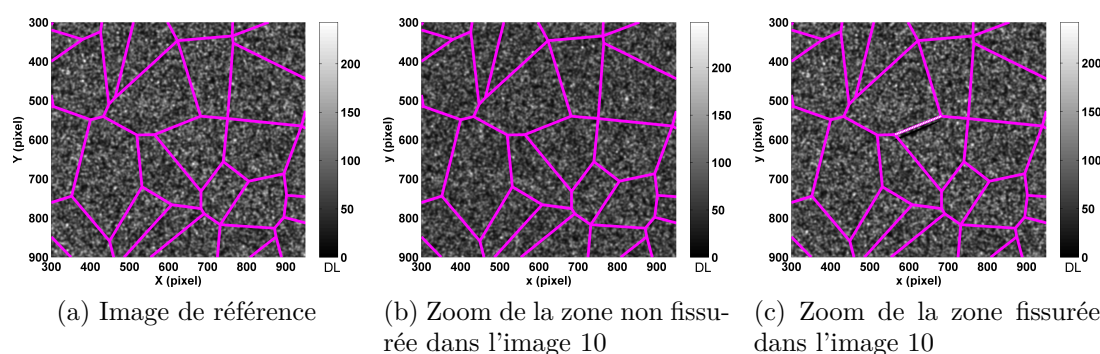 300
400
500
600
700
800
900
Y (pixel)
300 400 500 600 700 800 900
X (pixel)
200
150
100
50
0
DL
300
400
500
600
700
800
900
y (pixel)
300 400 500 600 700 800 900
x (pixel)
200
150
100
50
0
DL
300
400
500
600
700
800
900
y (pixel)
300 400 500 600 700 800 900
x (pixel)
200
150
100
50
0
DL
(a) Image de référence
(b) Zoom de la zone non fissu-
rée dans l'image 10
(c) Zoom de la zone fissurée
dans l'image 10